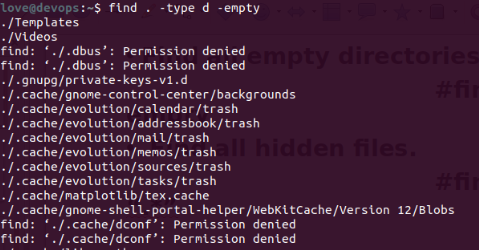 love@devops:~$ find . -type d -empty
./Templates
./Videos
find: ‘./.dbus’: Permission denied
find: ‘./.dbus’: Permission denied
./.gnupg/private-keys-v1.d
./.cache/gnome-control-center/backgrounds
./.cache/evolution/calendar/trash
./.cache/evolution/addressbook/trash
./.cache/evolution/mail/trash
./.cache/evolution/memos/trash
./.cache/evolution/sources/trash
./.cache/evolution/tasks/trash
./.cache/matplotlib/tex.cache
./.cache/gnome-shell-portal-helper/WebKitCache/Version 12/Blobs
find: ‘./.cache/dconf’: Permission denied
find: ‘./.cache/dconf’: Permission denied
empty directories
#fin
all hidden files.
#fin